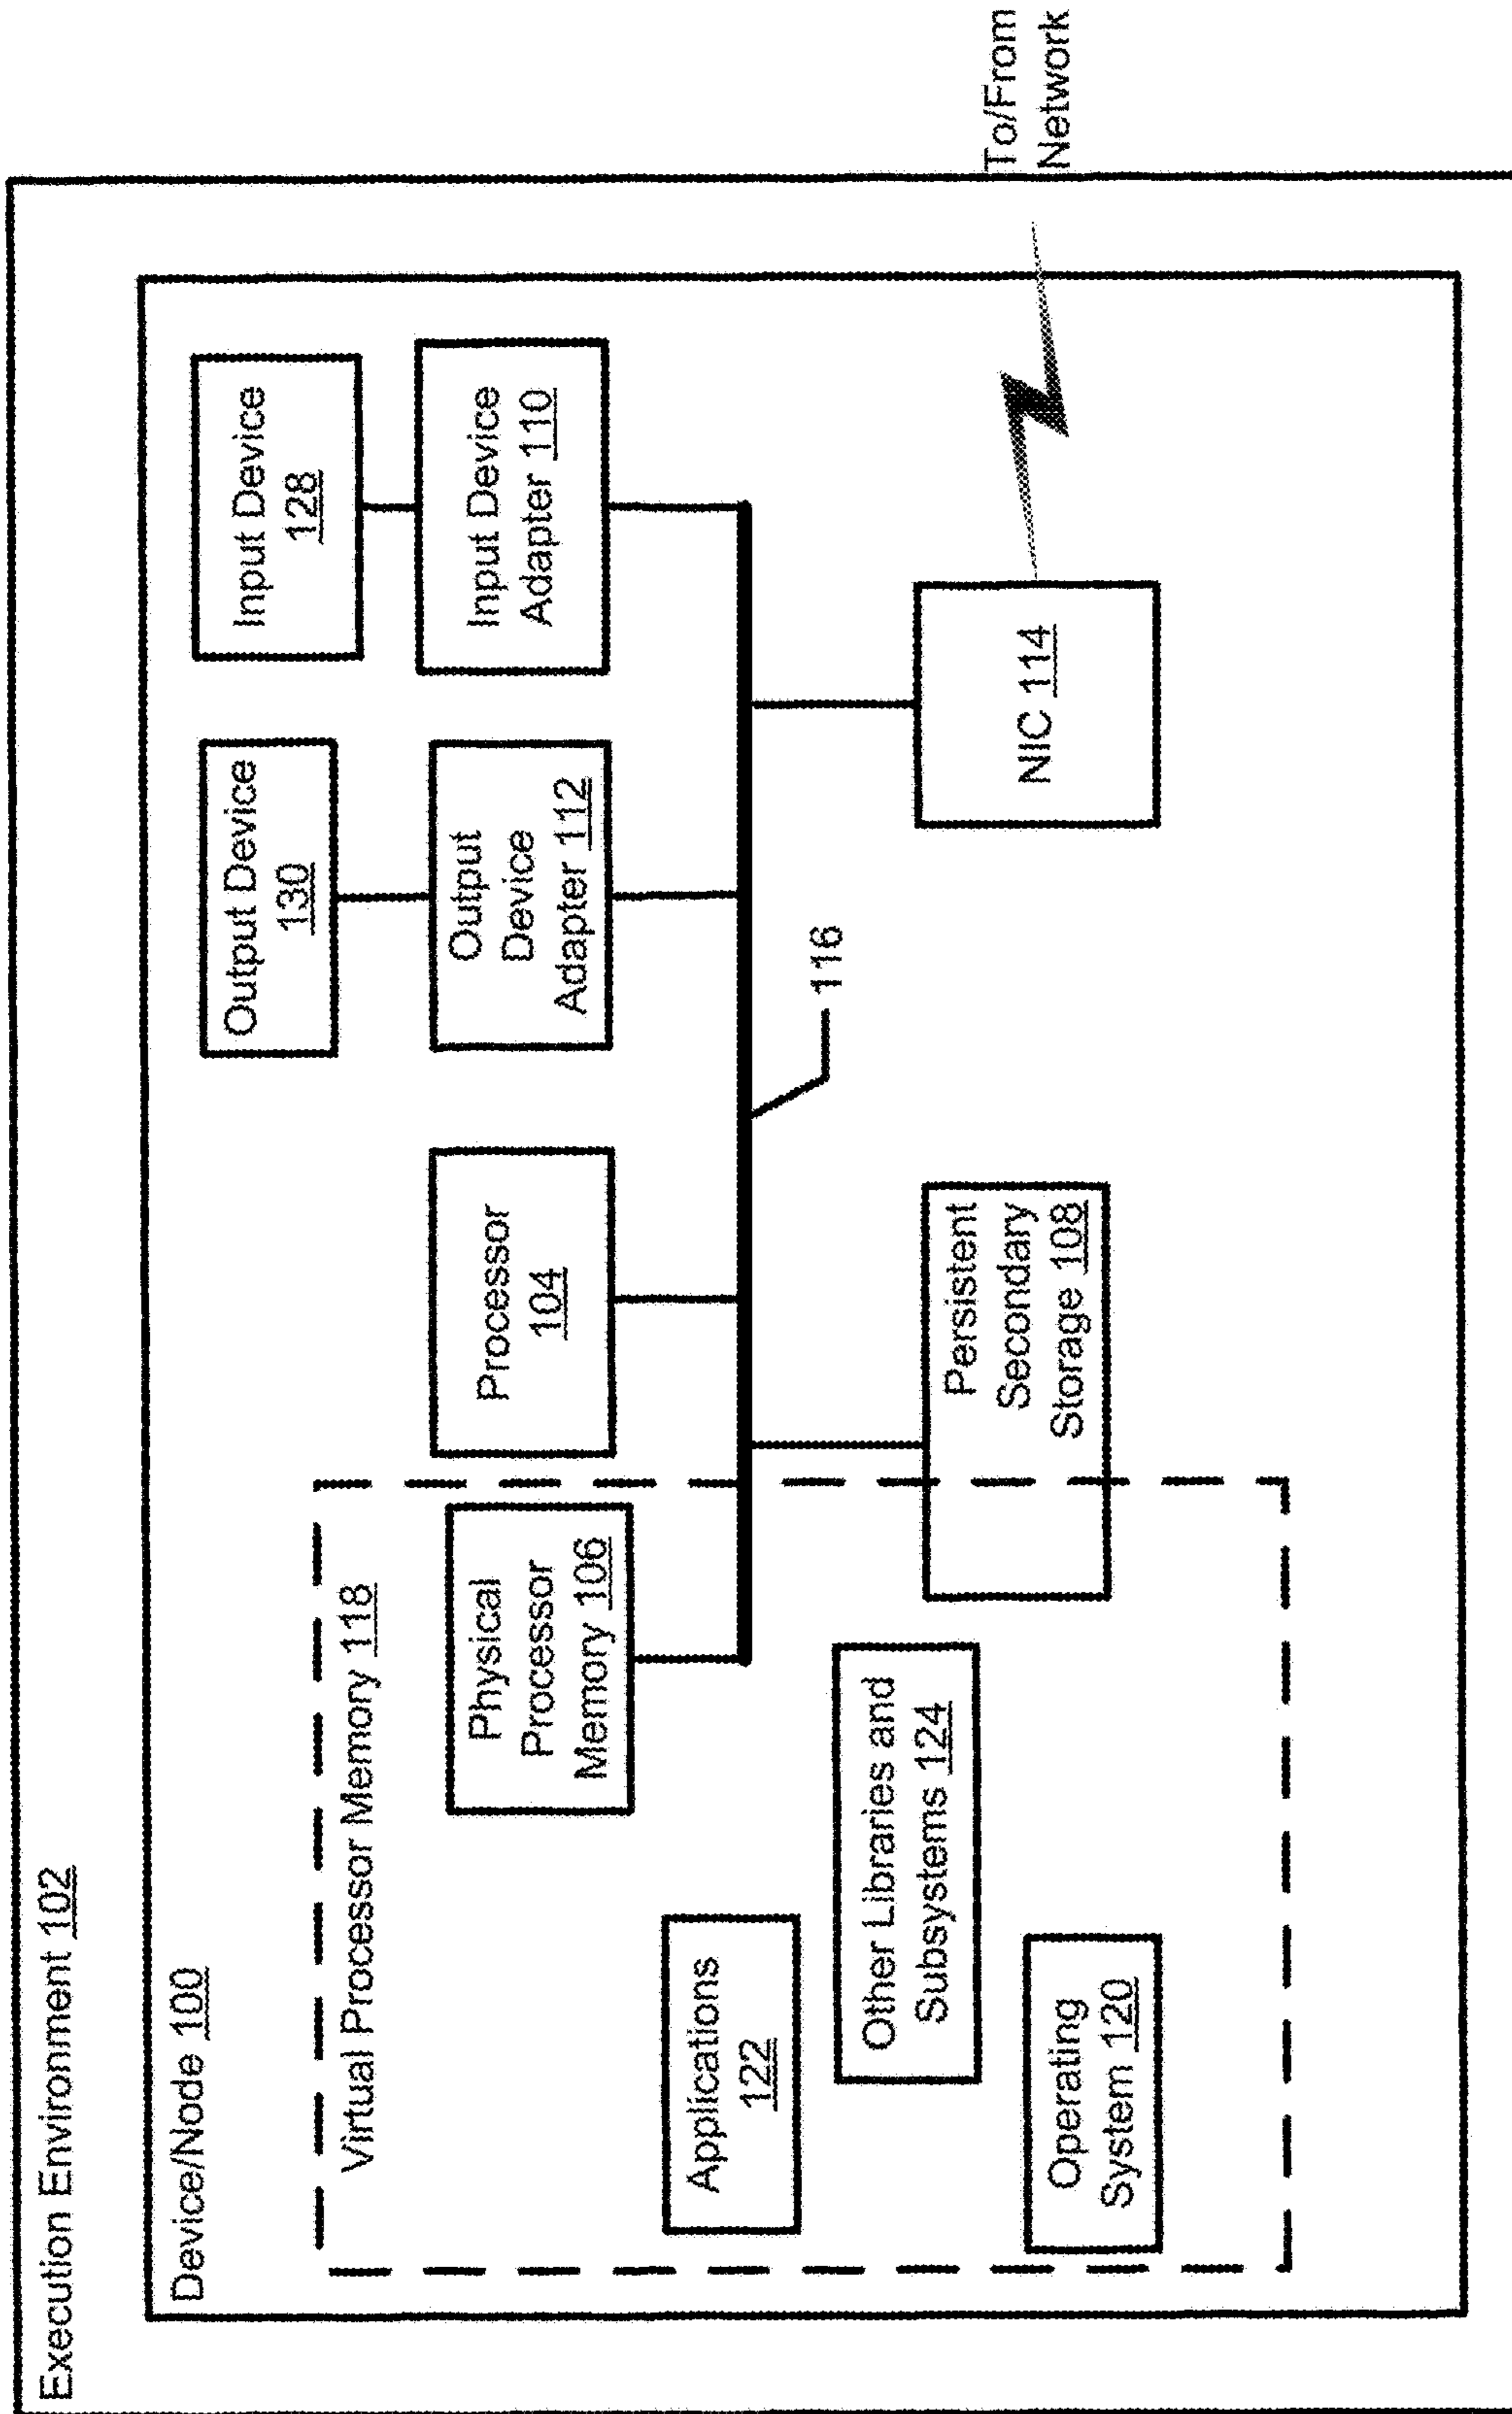 Execution Environment 102
Device/Node 100
Virtual Processor Memory 118
Physical
Processor
Memory 106
Processor
104
Output Device
130
Output
Device
Adapter 112
Input Device
128
Input Device
Adapter 110
Applications
122
Other Libraries and
Subsystems 124
Operating
System 120
Persistent
Secondary
Storage 108
116
NIC 114
To/From
Network